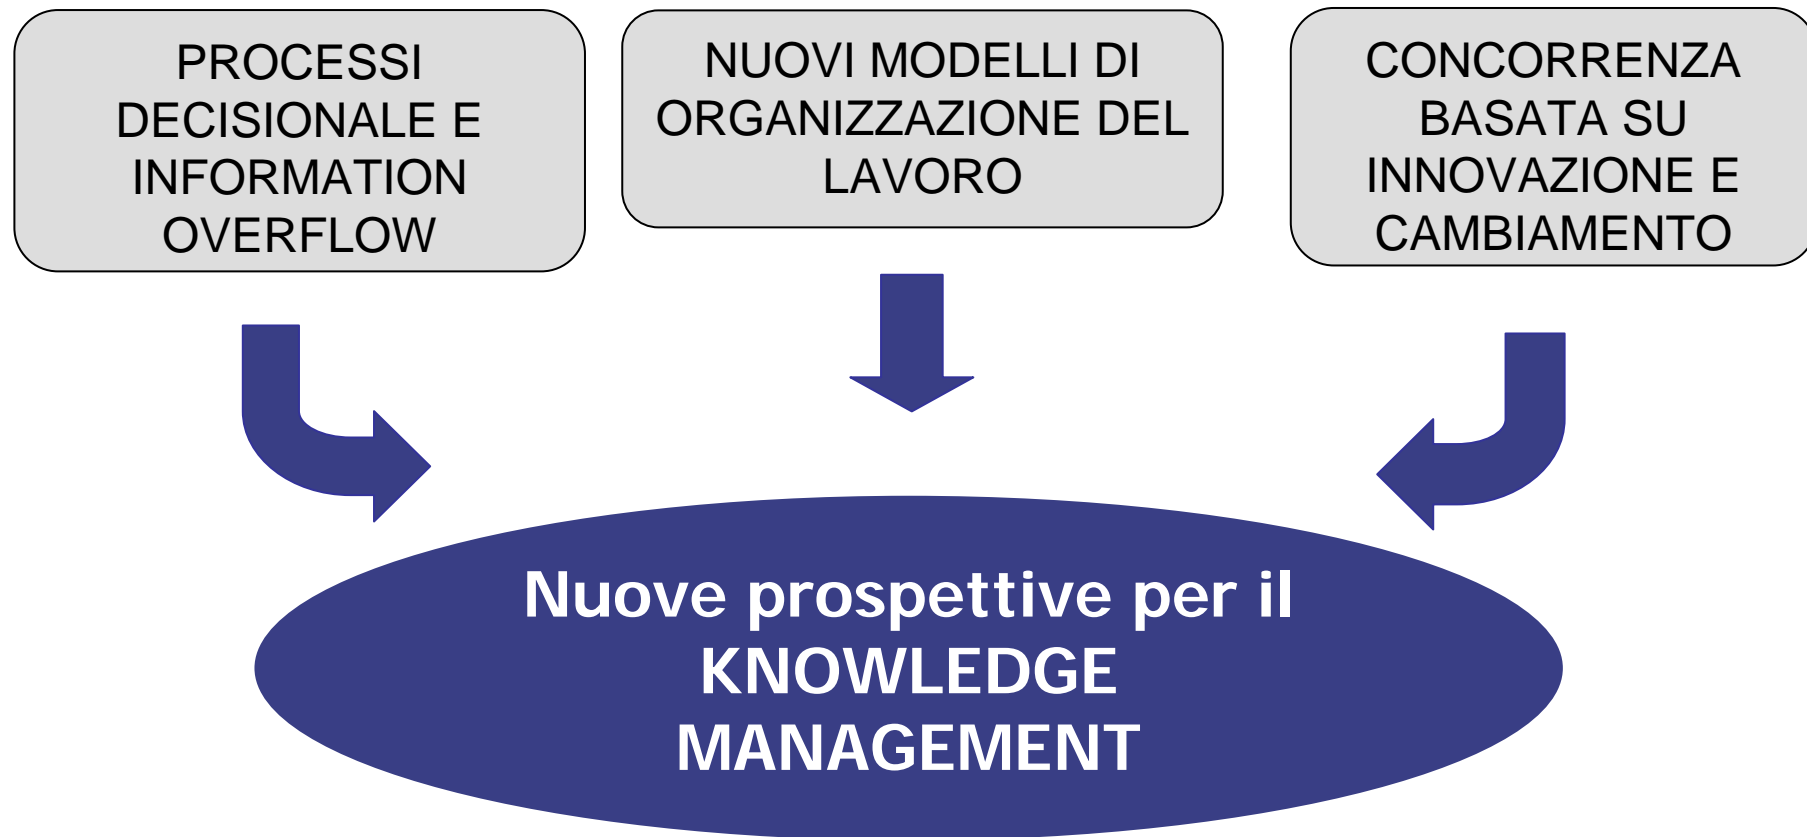 PROCESSI
DECISIONALE E
INFORMATION
OVERFLOW
NUOVI MODELLI DI
ORGANIZZAZIONE DEL
LAVORO
CONCORRENZA
BASATA SU
INNOVAZIONE E
CAMBIAMENTO
Nuove prospettive per il
KNOWLEDGE
MANAGEMENT